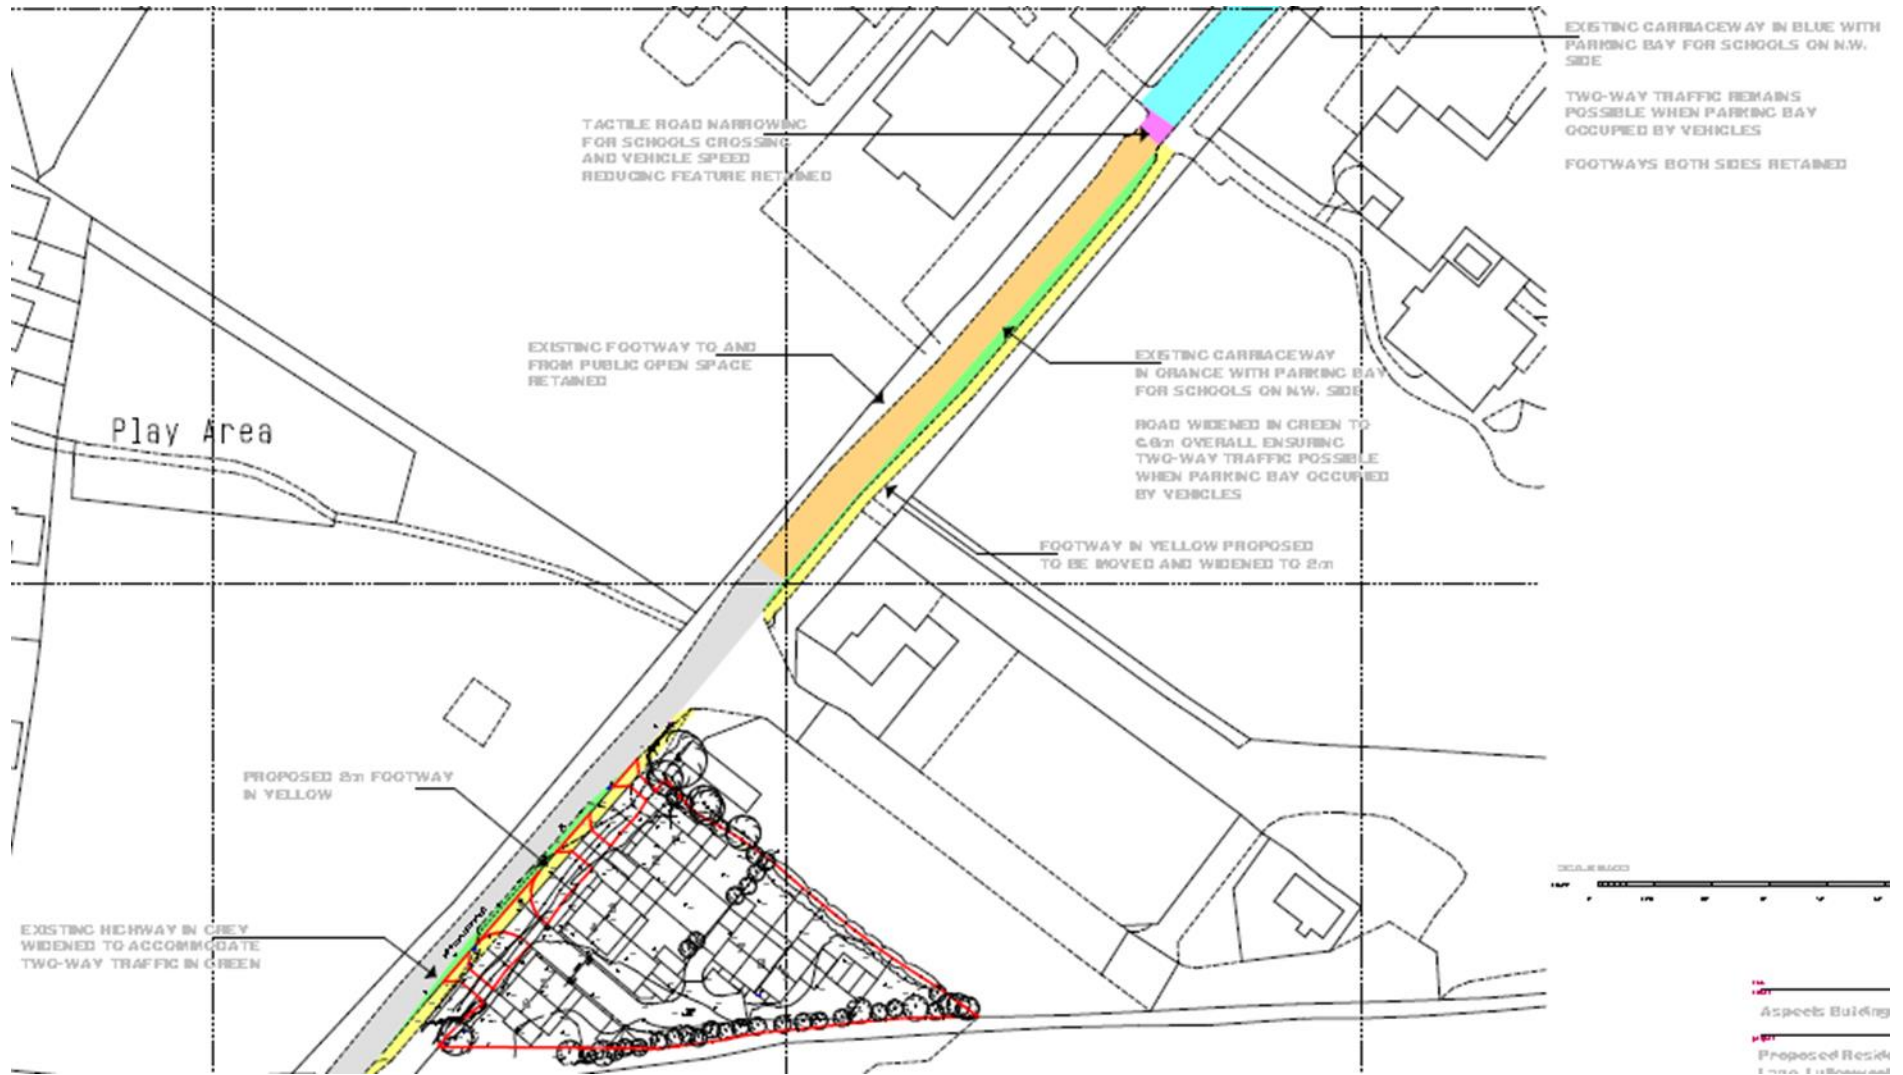 EXISTING CARRIAGEWAY IN BLUE WITH
PARKING BAY FOR SCHOOLS ON N.W.
SIDE
TWO-WAY TRAFFIC REMAINS
POSSIBLE WHEN PARKING BAY
OCCUPIED BY VEHICLES
FOOTWAYS BOTH SIDES RETAINED
TACTILE ROAD NARROWING
FOR SCHOOLS CROSSING
AND VEHICLE SPEED
REDUCING FEATURE RETAINED
EXISTING FOOTWAY TO AND
FROM PUBLIC OPEN SPACE
RETAINED
EXISTING CARRIAGEWAY
IN ORANGE WITH PARKING BAY
FOR SCHOOLS ON N.W. SIDE
ROAD WIDENED IN GREEN TO
OVERALL ENSURING
TWO-WAY TRAFFIC POSSIBLE
WHEN PARKING BAY OCCUPIED
BY VEHICLES
Play Area
FOOTWAY IN YELLOW PROPOSED
TO BE MOVED AND WIDENED TO 2m
PROPOSED 2m FOOTWAY
IN YELLOW
EXISTING HIGHWAY IN GREY
WIDENED TO ACCOMMODATE
TWO-WAY TRAFFIC IN GREEN
Aspects Building
Proposed